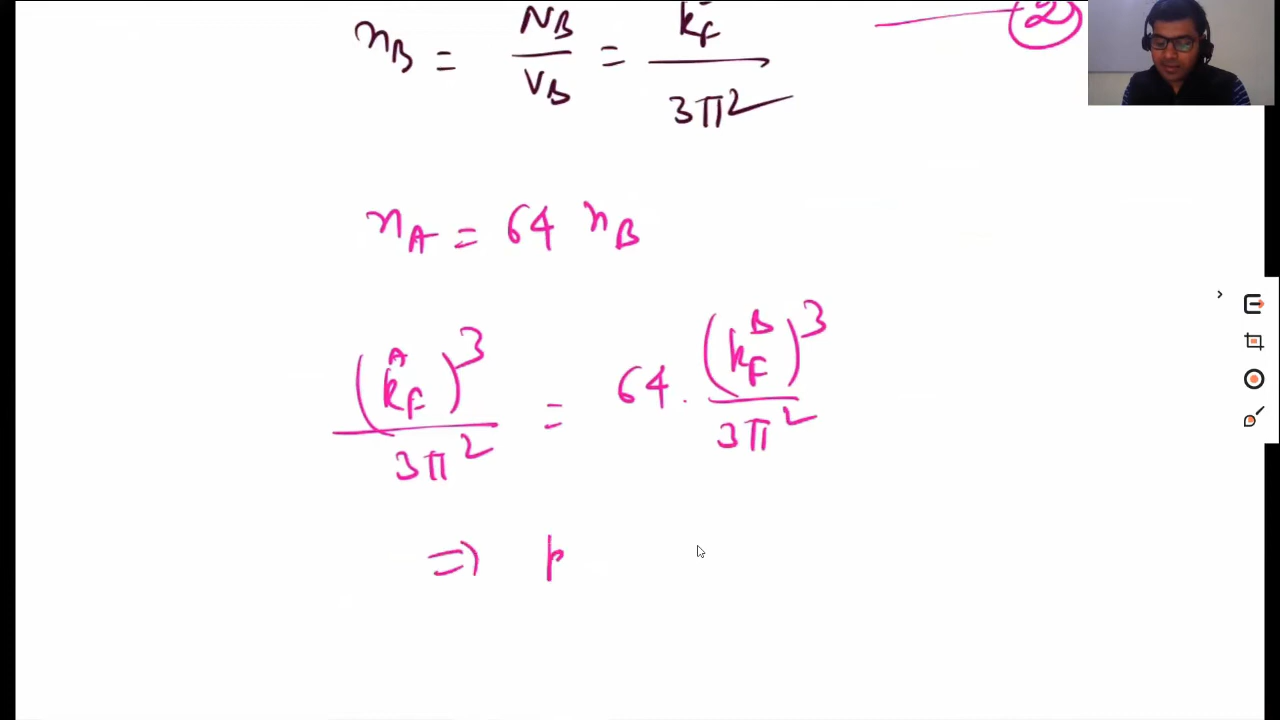 n_B = N_B / V_B = k_F / 3π² ②
n_A = 64 n_B
(k_F^A)³ / 3π² = 64 · (k_F^B)³ / 3π²
⇒ k